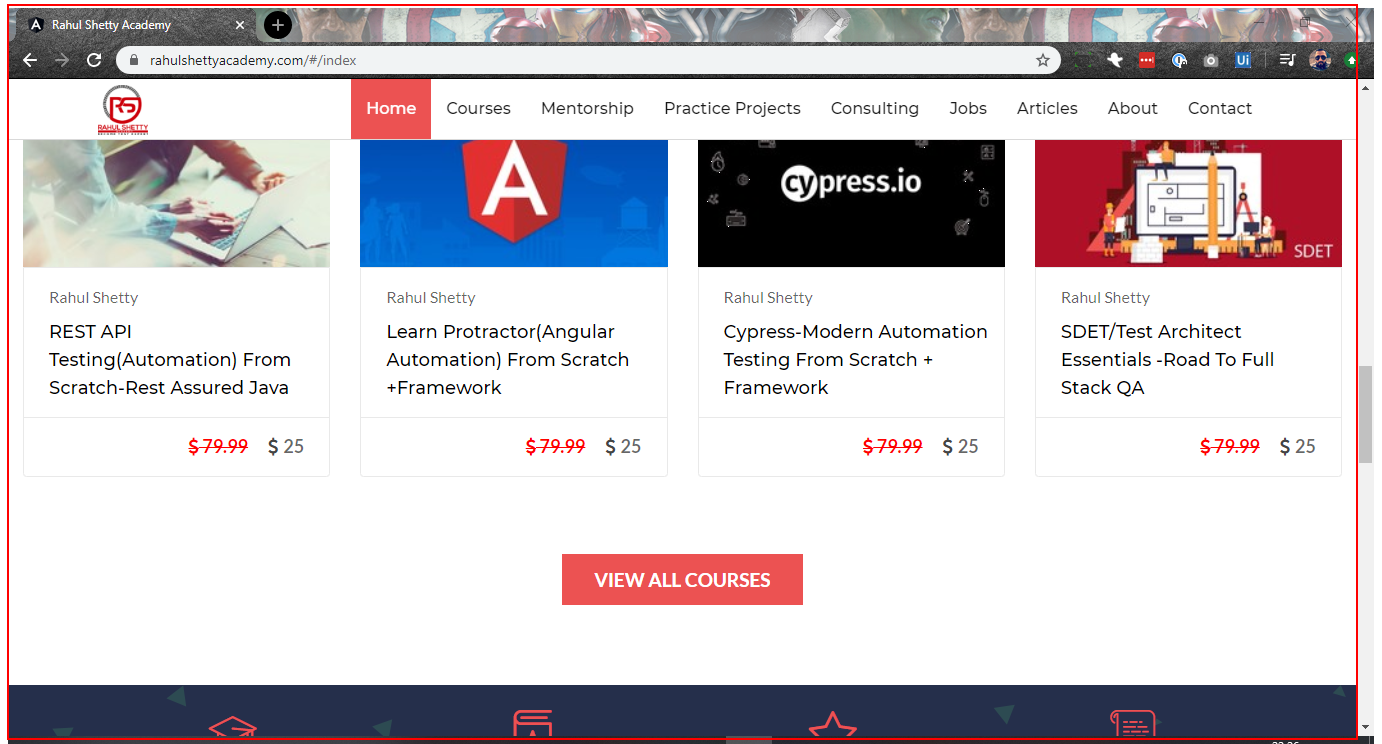 Rahul Shetty Academy
rahulshettyacademy.com/#/index
Ui
RS
RAHUL SHETTY
Home Courses Mentorship Practice Projects Consulting Jobs Articles About Contact
A
cypress.io
SDET
Rahul Shetty
REST API
Testing(Automation) From
Scratch-Rest Assured Java
$ 79.99 $ 25
Rahul Shetty
Learn Protractor(Angular
Automation) From Scratch
+Framework
$ 79.99 $ 25
Rahul Shetty
Cypress-Modern Automation
Testing From Scratch +
Framework
$ 79.99 $ 25
Rahul Shetty
SDET/Test Architect
Essentials -Road To Full
Stack QA
$ 79.99 $ 25
VIEW ALL COURSES